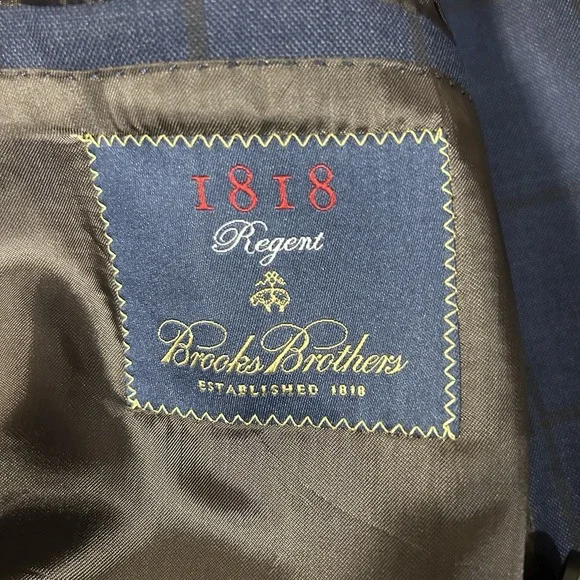 1818
Regent
Brooks Brothers
ESTABLISHED 1818